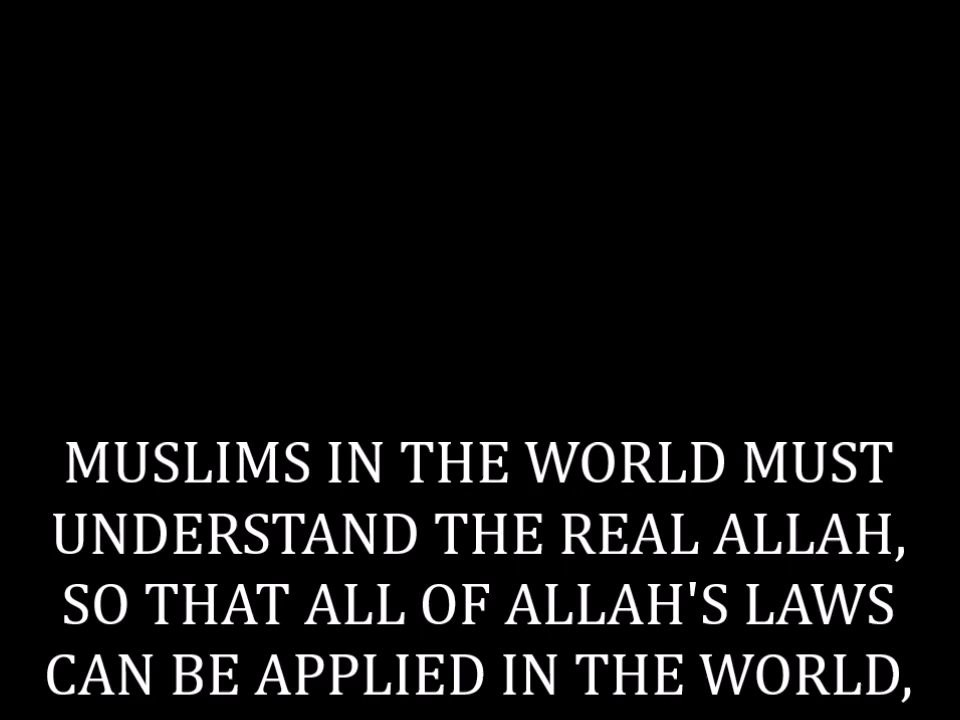 MUSLIMS IN THE WORLD MUST
UNDERSTAND THE REAL ALLAH,
SO THAT ALL OF ALLAH'S LAWS
CAN BE APPLIED IN THE WORLD,